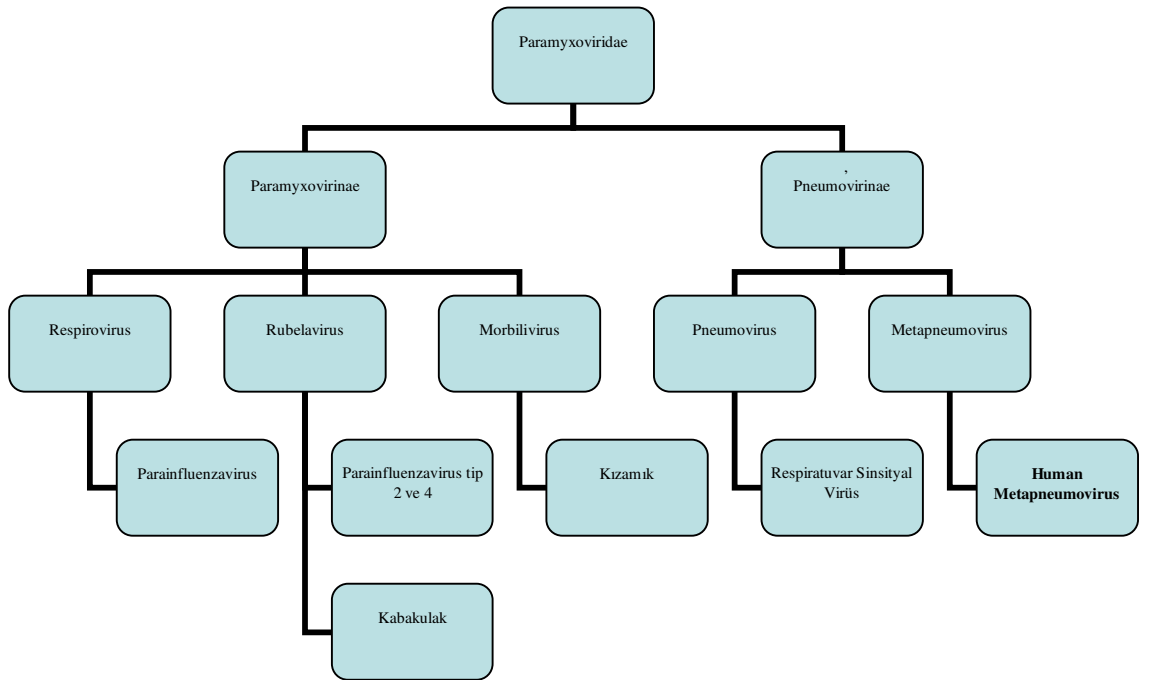 Paramyxoviridae
Paramyxovirinae
,
Pneumovirinae
Respirovirus
Rubelavirus
Morbilivirus
Pneumovirus
Metapneumovirus
Parainfluenzavirus
Parainfluenzavirus tip
2 ve 4
Kızamık
Respiratuvar Sinsityal
Virüs
Human
Metapneumovirus
Kabakulak